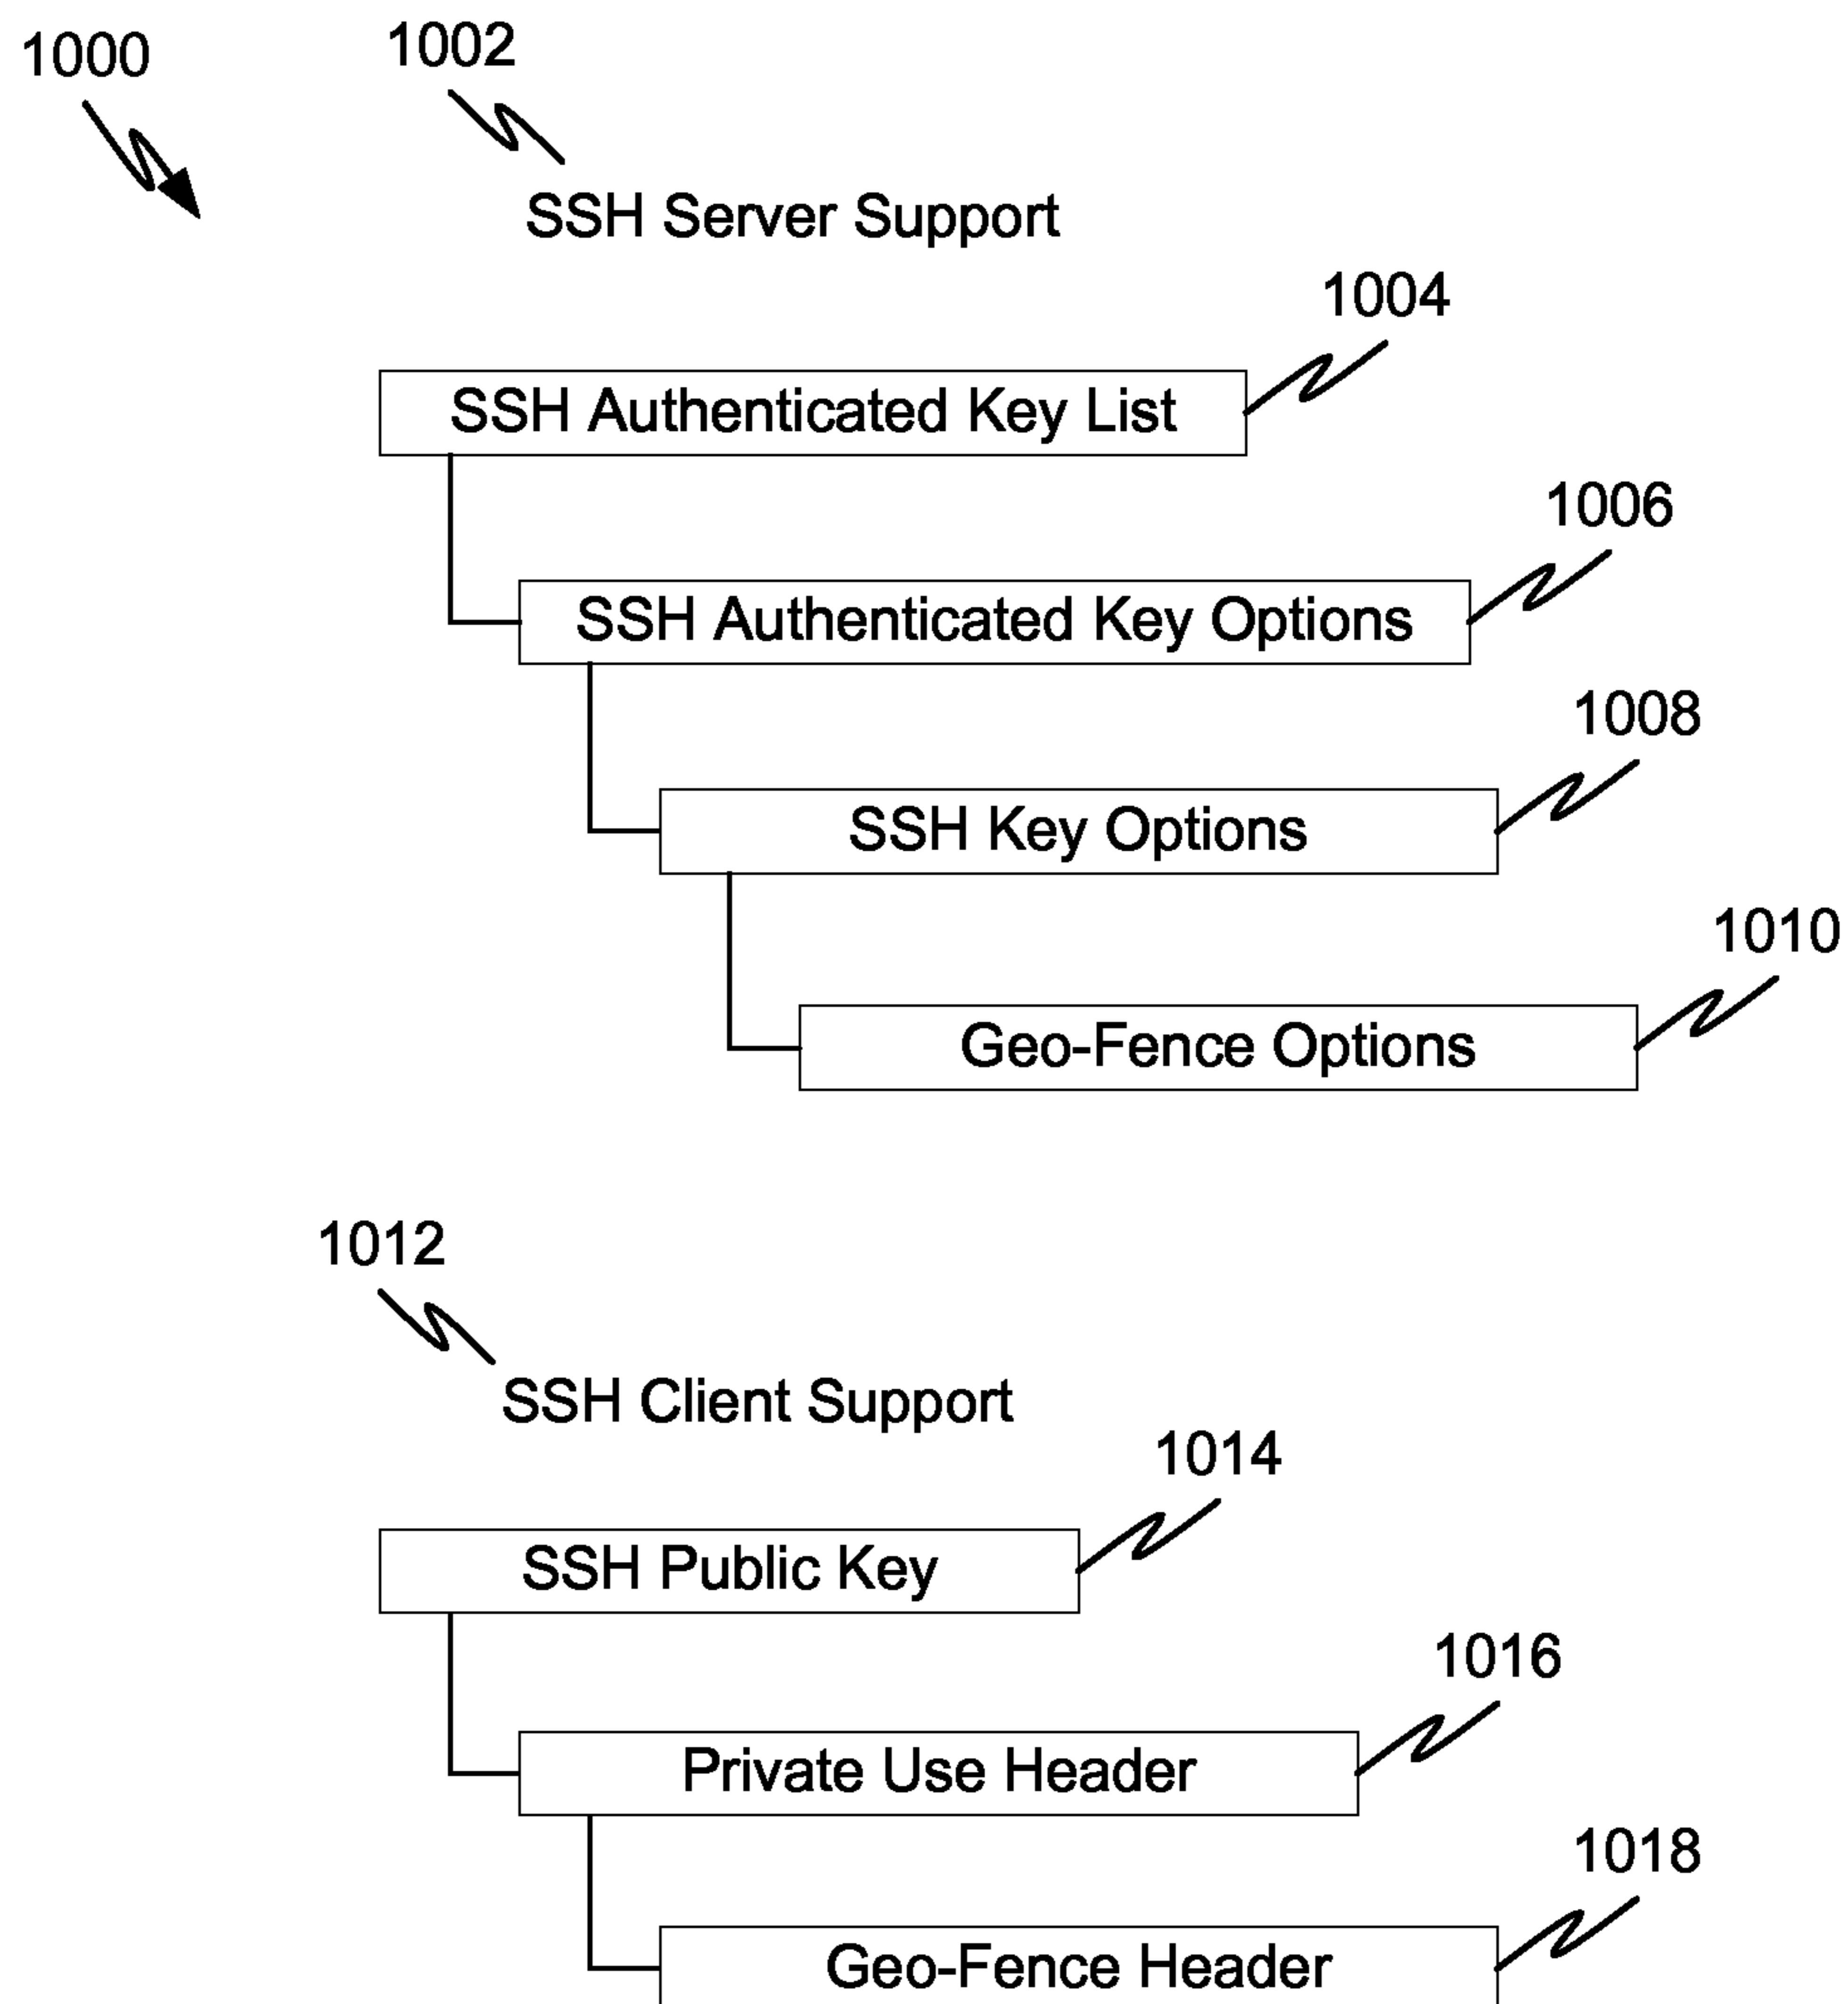 1000
1002
SSH Server Support
1004
SSH Authenticated Key List
1006
SSH Authenticated Key Options
1008
SSH Key Options
1010
Geo-Fence Options
1012
SSH Client Support
1014
SSH Public Key
1016
Private Use Header
1018
Geo-Fence Header